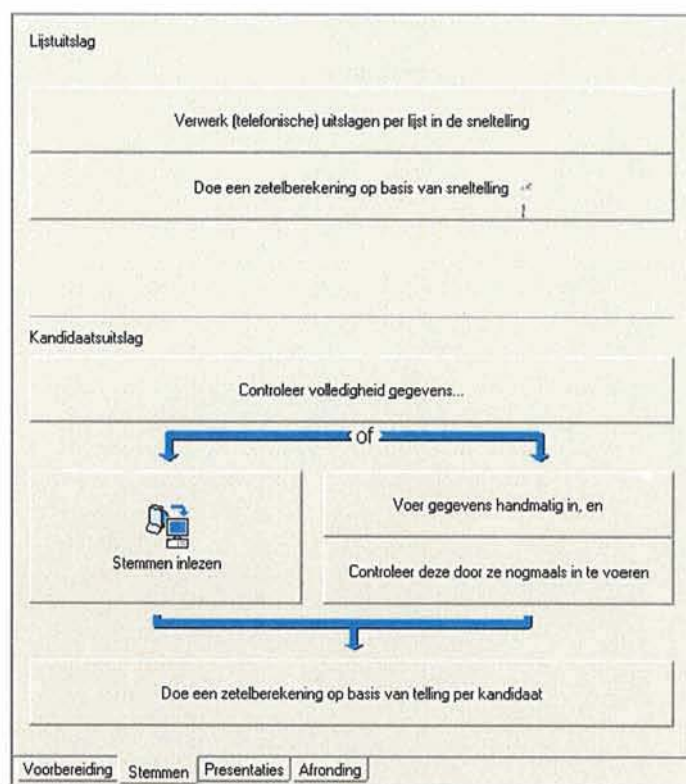 Lijstuitslag
Verwerk (telefonische) uitslagen per lijst in de sneltelling
Doe een zetelberekening op basis van sneltelling
Kandidaatsuitslag
Controleer volledigheid gegevens...
of
Stemmen inlezen
Voer gegevens handmatig in, en
Controleer deze door ze nogmaals in te voeren
Doe een zetelberekening op basis van telling per kandidaat
Voorbereiding Stemmen Presentaties Afronding